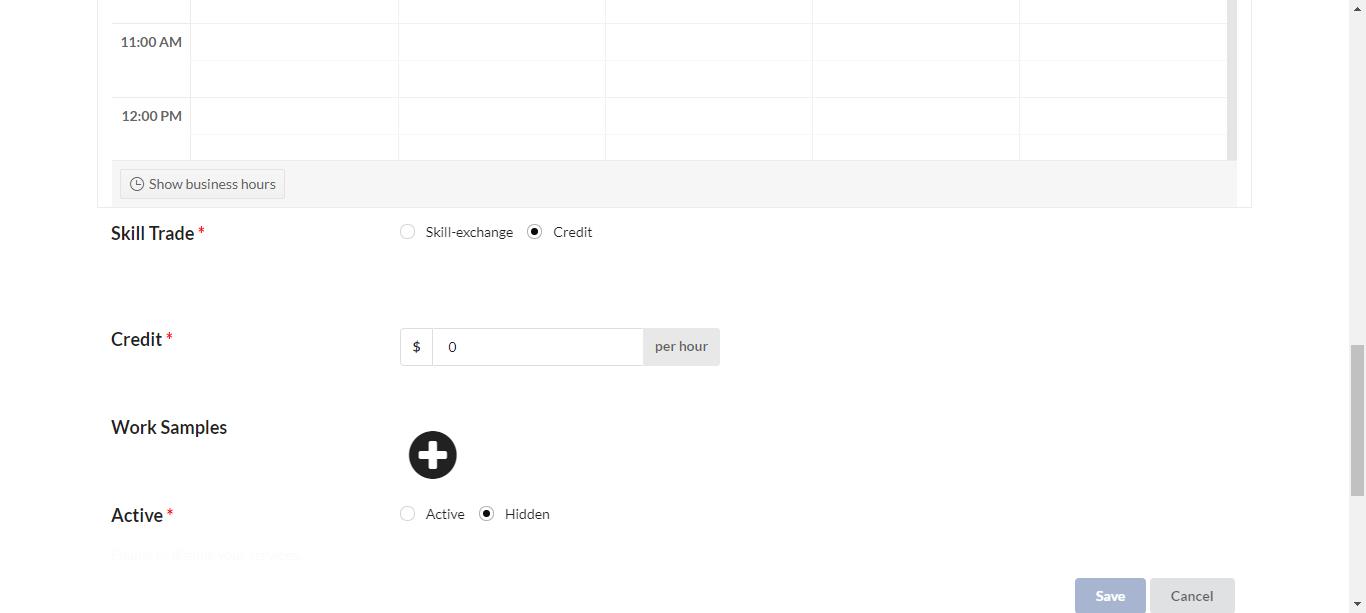 11:00 AM
12:00 PM
Show business hours
Skill Trade *
Skill-exchange
Credit
Credit *
$ 0 per hour
Work Samples
Active *
Active
Hidden
Save
Cancel